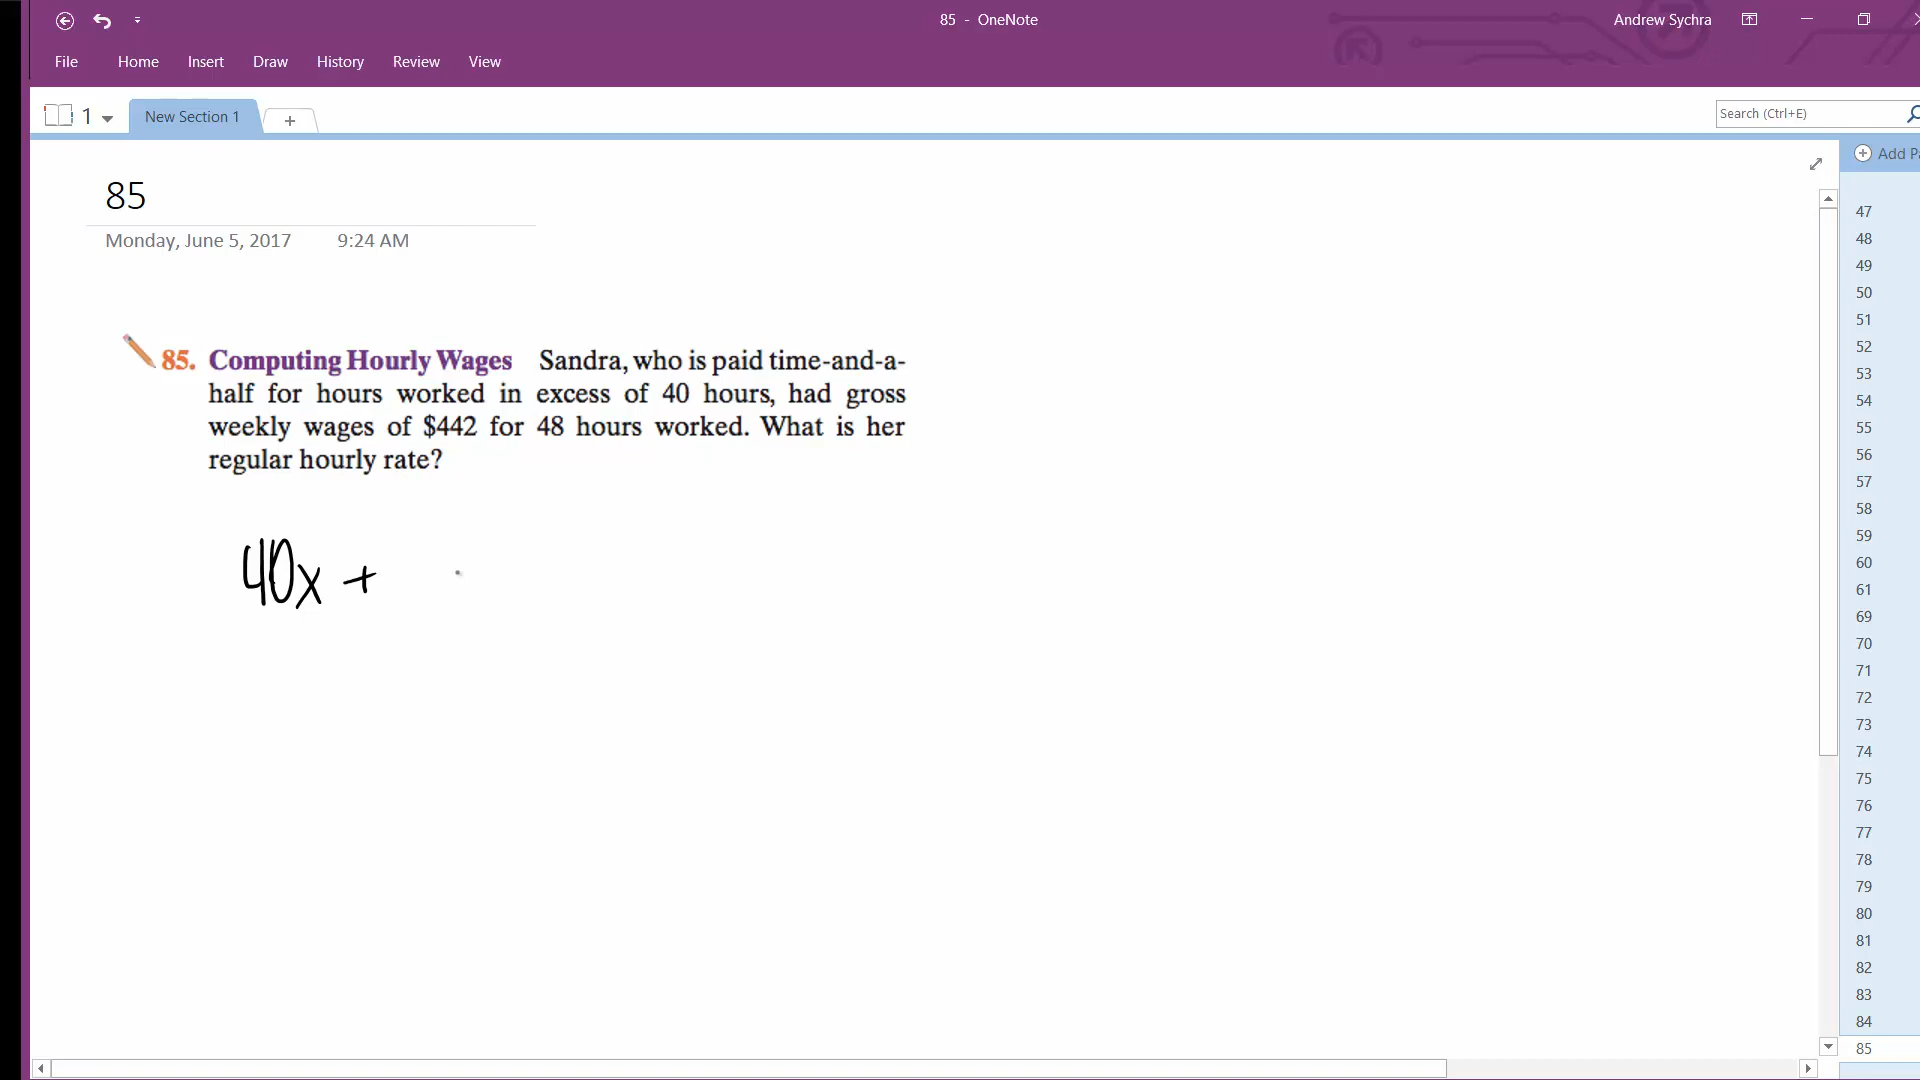 85 - OneNote
Andrew Sychra
File Home Insert Draw History Review View
1 New Section 1 +
Search (Ctrl+E)
Add Pa
85
Monday, June 5, 2017 9:24 AM
85. Computing Hourly Wages Sandra, who is paid time-and-a-
half for hours worked in excess of 40 hours, had gross
weekly wages of $442 for 48 hours worked. What is her
regular hourly rate?
40x +
47
48
49
50
51
52
53
54
55
56
57
58
59
60
61
69
70
71
72
73
74
75
76
77
78
79
80
81
82
83
84
85